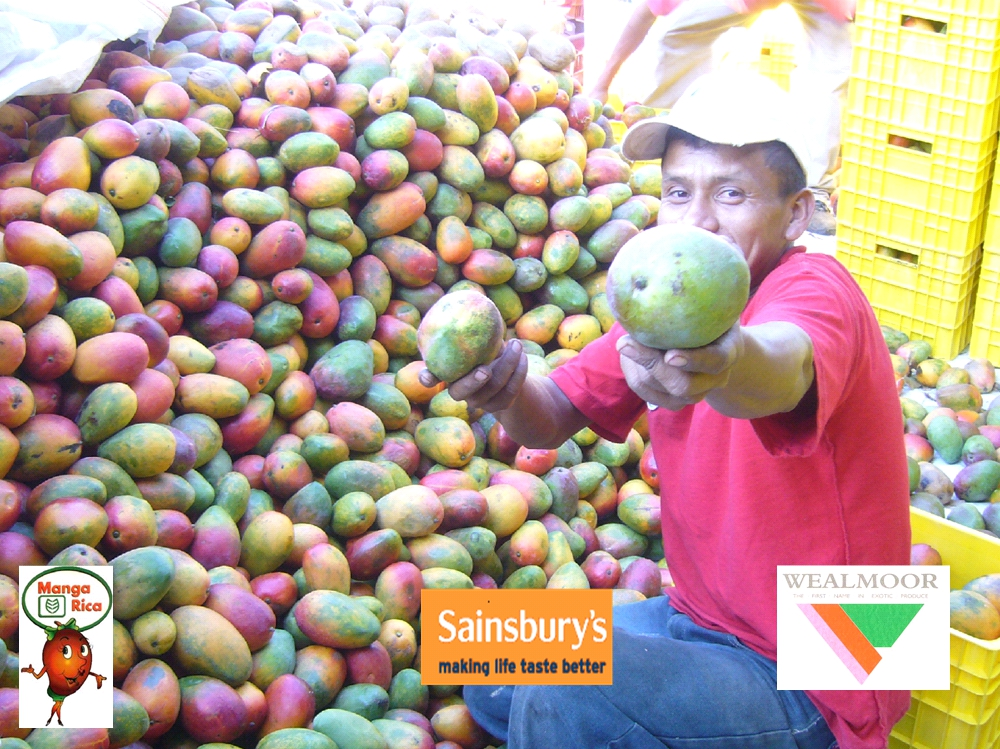 Manga
Rica
Sainsbury's
making life taste better
WEALMOOR
THE FIRST NAME IN EXOTIC PRODUCE